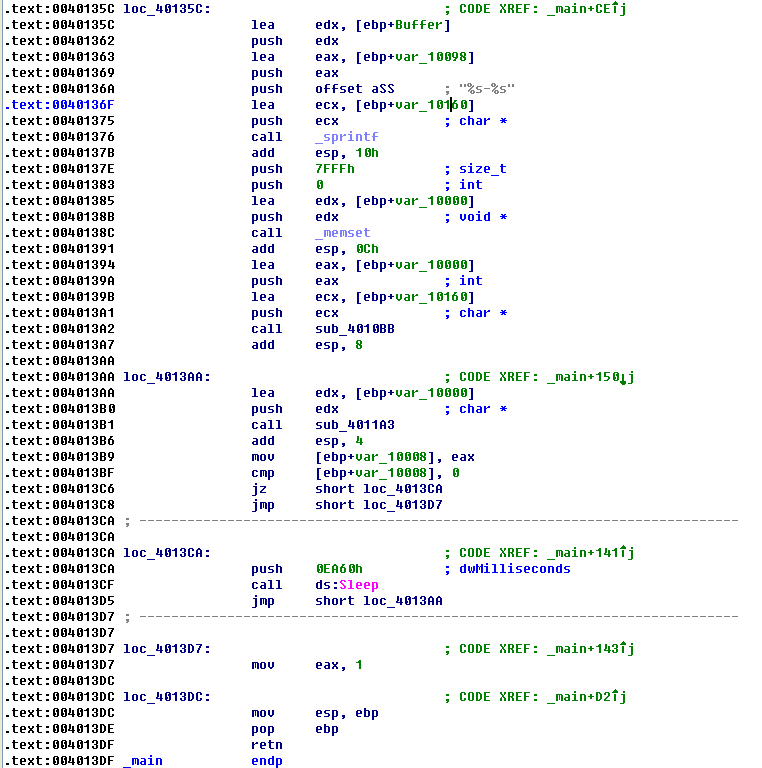 .text:0040135C loc_40135C: ; CODE XREF: _main+CE↑j
.text:0040135C lea edx, [ebp+Buffer]
.text:00401362 push edx
.text:00401363 lea eax, [ebp+var_10098]
.text:00401369 push eax
.text:0040136A push offset aSS ; "%s-%s"
.text:0040136F lea ecx, [ebp+var_10160]
.text:00401375 push ecx ; char *
.text:00401376 call _sprintf
.text:0040137B add esp, 10h
.text:0040137E push 7FFFh ; size_t
.text:00401383 push 0 ; int
.text:00401385 lea edx, [ebp+var_10000]
.text:0040138B push edx ; void *
.text:0040138C call _memset
.text:00401391 add esp, 0Ch
.text:00401394 lea eax, [ebp+var_10000]
.text:0040139A push eax ; int
.text:0040139B lea ecx, [ebp+var_10160]
.text:004013A1 push ecx ; char *
.text:004013A2 call sub_4010BB
.text:004013A7 add esp, 8
.text:004013AA
.text:004013AA loc_4013AA: ; CODE XREF: _main+150↓j
.text:004013AA lea edx, [ebp+var_10000]
.text:004013B0 push edx ; char *
.text:004013B1 call sub_4011A3
.text:004013B6 add esp, 4
.text:004013B9 mov [ebp+var_10008], eax
.text:004013BF cmp [ebp+var_10008], 0
.text:004013C6 jz short loc_4013CA
.text:004013C8 jmp short loc_4013D7
.text:004013CA ; ---------------------------------------------------------------------------
.text:004013CA
.text:004013CA loc_4013CA: ; CODE XREF: _main+141↑j
.text:004013CA push 0EA60h ; dwMilliseconds
.text:004013CF call ds:Sleep
.text:004013D5 jmp short loc_4013AA
.text:004013D7 ; ---------------------------------------------------------------------------
.text:004013D7
.text:004013D7 loc_4013D7: ; CODE XREF: _main+143↑j
.text:004013D7 mov eax, 1
.text:004013DC
.text:004013DC loc_4013DC: ; CODE XREF: _main+D2↑j
.text:004013DC mov esp, ebp
.text:004013DE pop ebp
.text:004013DF retn
.text:004013DF _main endp